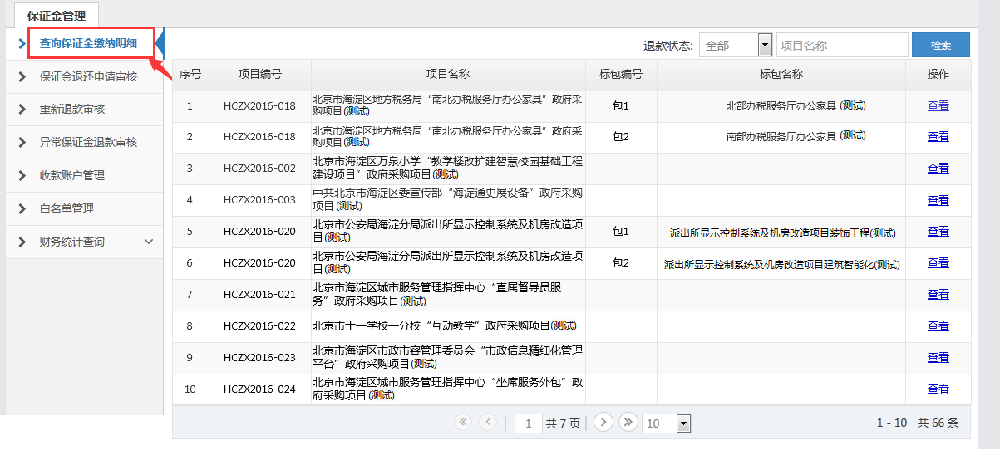 保证金管理
查询保证金缴纳明细
保证金退还申请审核
重新退款审核
异常保证金退款审核
收款账户管理
白名单管理
财务统计查询
退款状态: 全部 项目名称 检索
序号 项目编号 项目名称 标包编号 标包名称 操作
1 HCZX2016-018 北京市海淀区地方税务局“南北办税服务厅办公家具”政府采
购项目(测试) 包1 北部办税服务厅办公家具 (测试) 查看
2 HCZX2016-018 北京市海淀区地方税务局“南北办税服务厅办公家具”政府采
购项目(测试) 包2 南部办税服务厅办公家具 (测试) 查看
3 HCZX2016-002 北京市海淀区万泉小学“教学楼改扩建智慧校园基础工程
建设项目”政府采购项目(测试) 查看
4 HCZX2016-003 中共北京市海淀区委宣传部“海淀通史展设备”政府采购
项目(测试) 查看
5 HCZX2016-020 北京市公安局海淀分局派出所显示控制系统及机房改造项
目(测试) 包1 派出所显示控制系统及机房改造项目装饰工程(测试) 查看
6 HCZX2016-020 北京市公安局海淀分局派出所显示控制系统及机房改造项
目(测试) 包2 派出所显示控制系统及机房改造项目建筑智能化(测试) 查看
7 HCZX2016-021 北京市海淀区城市服务管理指挥中心“直属督导员服
务”政府采购项目(测试) 查看
8 HCZX2016-022 北京市十一学校一分校“互动教学”政府采购项目(测试) 查看
9 HCZX2016-023 北京市海淀区市政市容管理委员会“市政信息精细化管理
平台”政府采购项目(测试) 查看
10 HCZX2016-024 北京市海淀区城市服务管理指挥中心“坐席服务外包”政
府采购项目(测试) 查看
1 共 7 页 10 1 - 10 共 66 条